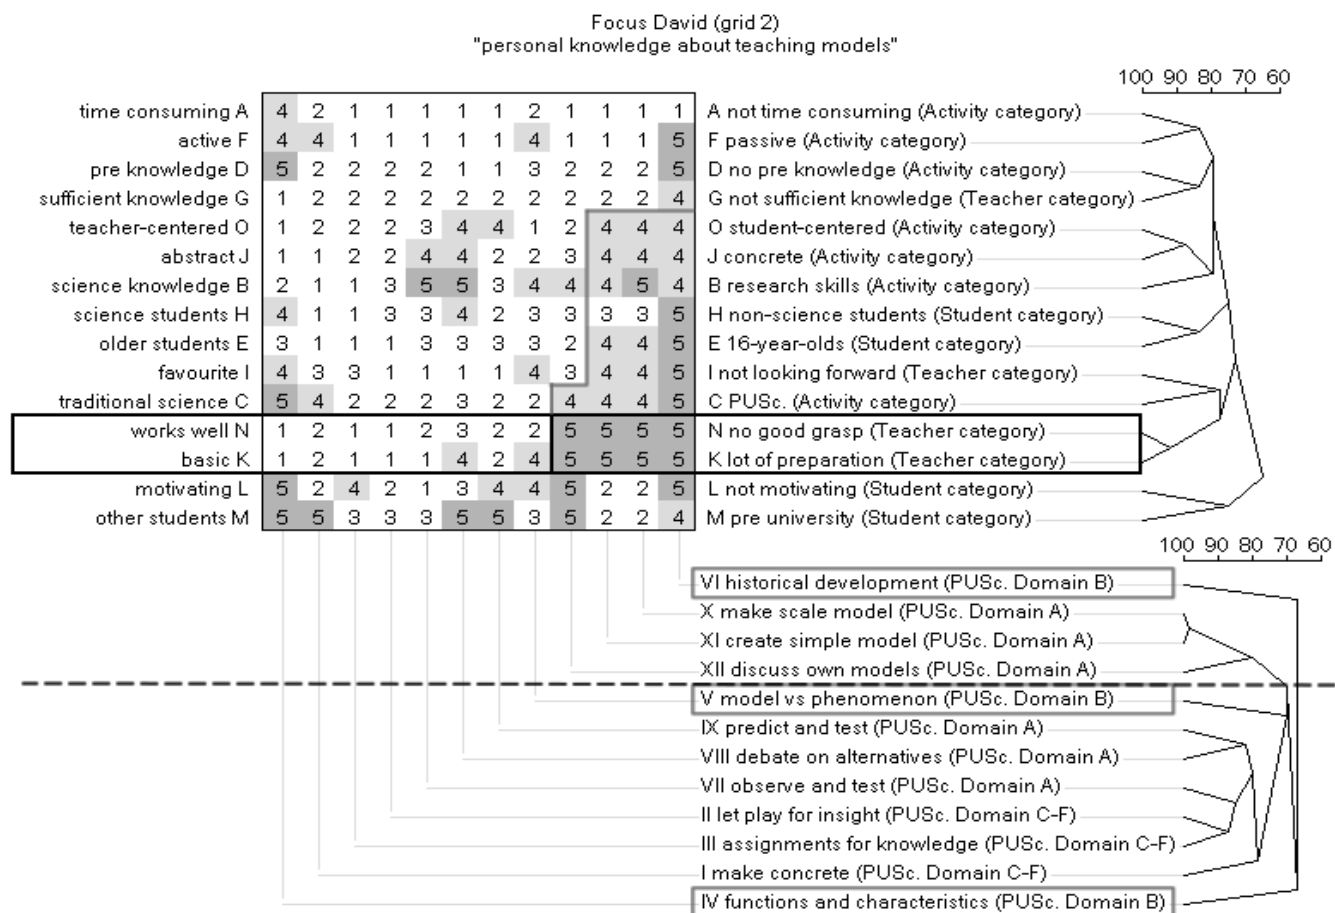 Focus David (grid 2)
"personal knowledge about teaching models"
100 90 80 70 60
time consuming A 4 2 1 1 1 1 1 2 1 1 1 1 A not time consuming (Activity category)
active F 4 4 1 1 1 1 1 4 1 1 1 5 F passive (Activity category)
pre knowledge D 5 2 2 2 2 1 1 3 2 2 2 5 D no pre knowledge (Activity category)
sufficient knowledge G 1 2 2 2 2 2 2 2 2 2 2 4 G not sufficient knowledge (Teacher category)
teacher-centered O 1 2 2 2 3 4 4 1 2 4 4 4 O student-centered (Activity category)
abstract J 1 1 2 2 4 4 2 2 3 4 4 4 J concrete (Activity category)
science knowledge B 2 1 1 3 5 5 3 4 4 4 5 4 B research skills (Activity category)
science students H 4 1 1 3 3 4 2 3 3 3 3 5 H non-science students (Student category)
older students E 3 1 1 1 3 3 3 3 2 4 4 5 E 16-year-olds (Student category)
favourite I 4 3 3 1 1 1 1 4 3 4 4 5 I not looking forward (Teacher category)
traditional science C 5 4 2 2 2 3 2 2 4 4 4 5 C PUSc. (Activity category)
works well N 1 2 1 1 2 3 2 2 5 5 5 5 N no good grasp (Teacher category)
basic K 1 2 1 1 1 4 2 4 5 5 5 5 K lot of preparation (Teacher category)
motivating L 5 2 4 2 1 3 4 4 5 2 2 5 L not motivating (Student category)
other students M 5 5 3 3 3 5 5 3 5 2 2 4 M pre university (Student category)
100 90 80 70 60
VI historical development (PUSc. Domain B)
X make scale model (PUSc. Domain A)
XI create simple model (PUSc. Domain A)
XII discuss own models (PUSc. Domain A)
V model vs phenomenon (PUSc. Domain B)
IX predict and test (PUSc. Domain A)
VIII debate on alternatives (PUSc. Domain A)
VII observe and test (PUSc. Domain A)
II let play for insight (PUSc. Domain C-F)
III assignments for knowledge (PUSc. Domain C-F)
I make concrete (PUSc. Domain C-F)
IV functions and characteristics (PUSc. Domain B)